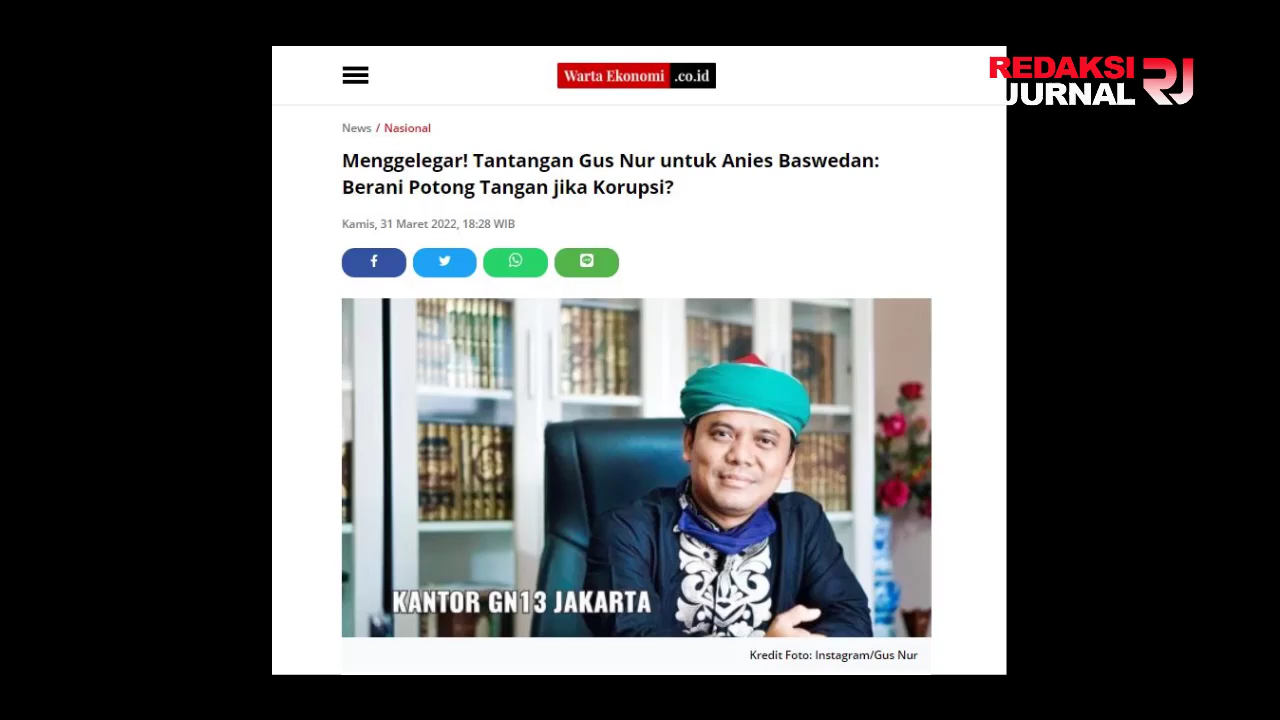 Warta Ekonomi .co.id
REDAKSI
JURNAL RJ
News / Nasional
Menggelegar! Tantangan Gus Nur untuk Anies Baswedan:
Berani Potong Tangan jika Korupsi?
Kamis, 31 Maret 2022, 18:28 WIB
KANTOR GN13 JAKARTA
Kredit Foto: Instagram/Gus Nur